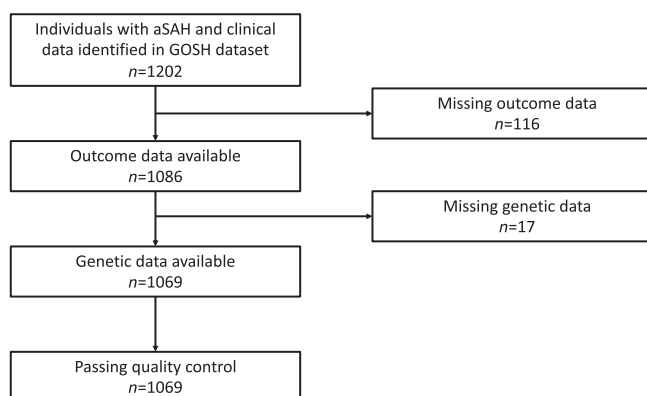 Individuals with aSAH and clinical
data identified in GOSH dataset
n=1202
Missing outcome data
n=116
Outcome data available
n=1086
Missing genetic data
n=17
Genetic data available
n=1069
Passing quality control
n=1069